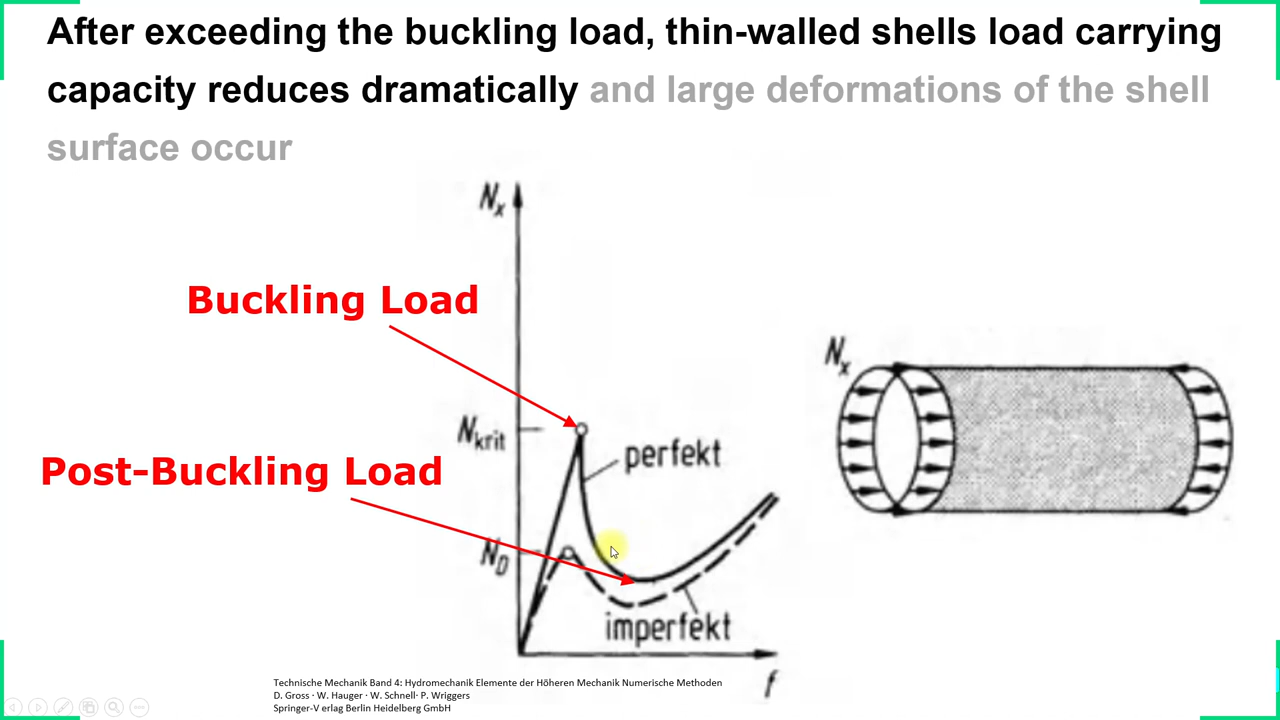 After exceeding the buckling load, thin-walled shells load carrying
capacity reduces dramatically and large deformations of the shell
surface occur
Nx
Buckling Load
Nx
Nkrit
perfekt
Post-Buckling Load
ND
imperfekt
f
Technische Mechanik Band 4: Hydromechanik Elemente der Höheren Mechanik Numerische Methoden
D. Gross · W. Hauger · W. Schnell· P. Wriggers
Springer-V erlag Berlin Heidelberg GmbH